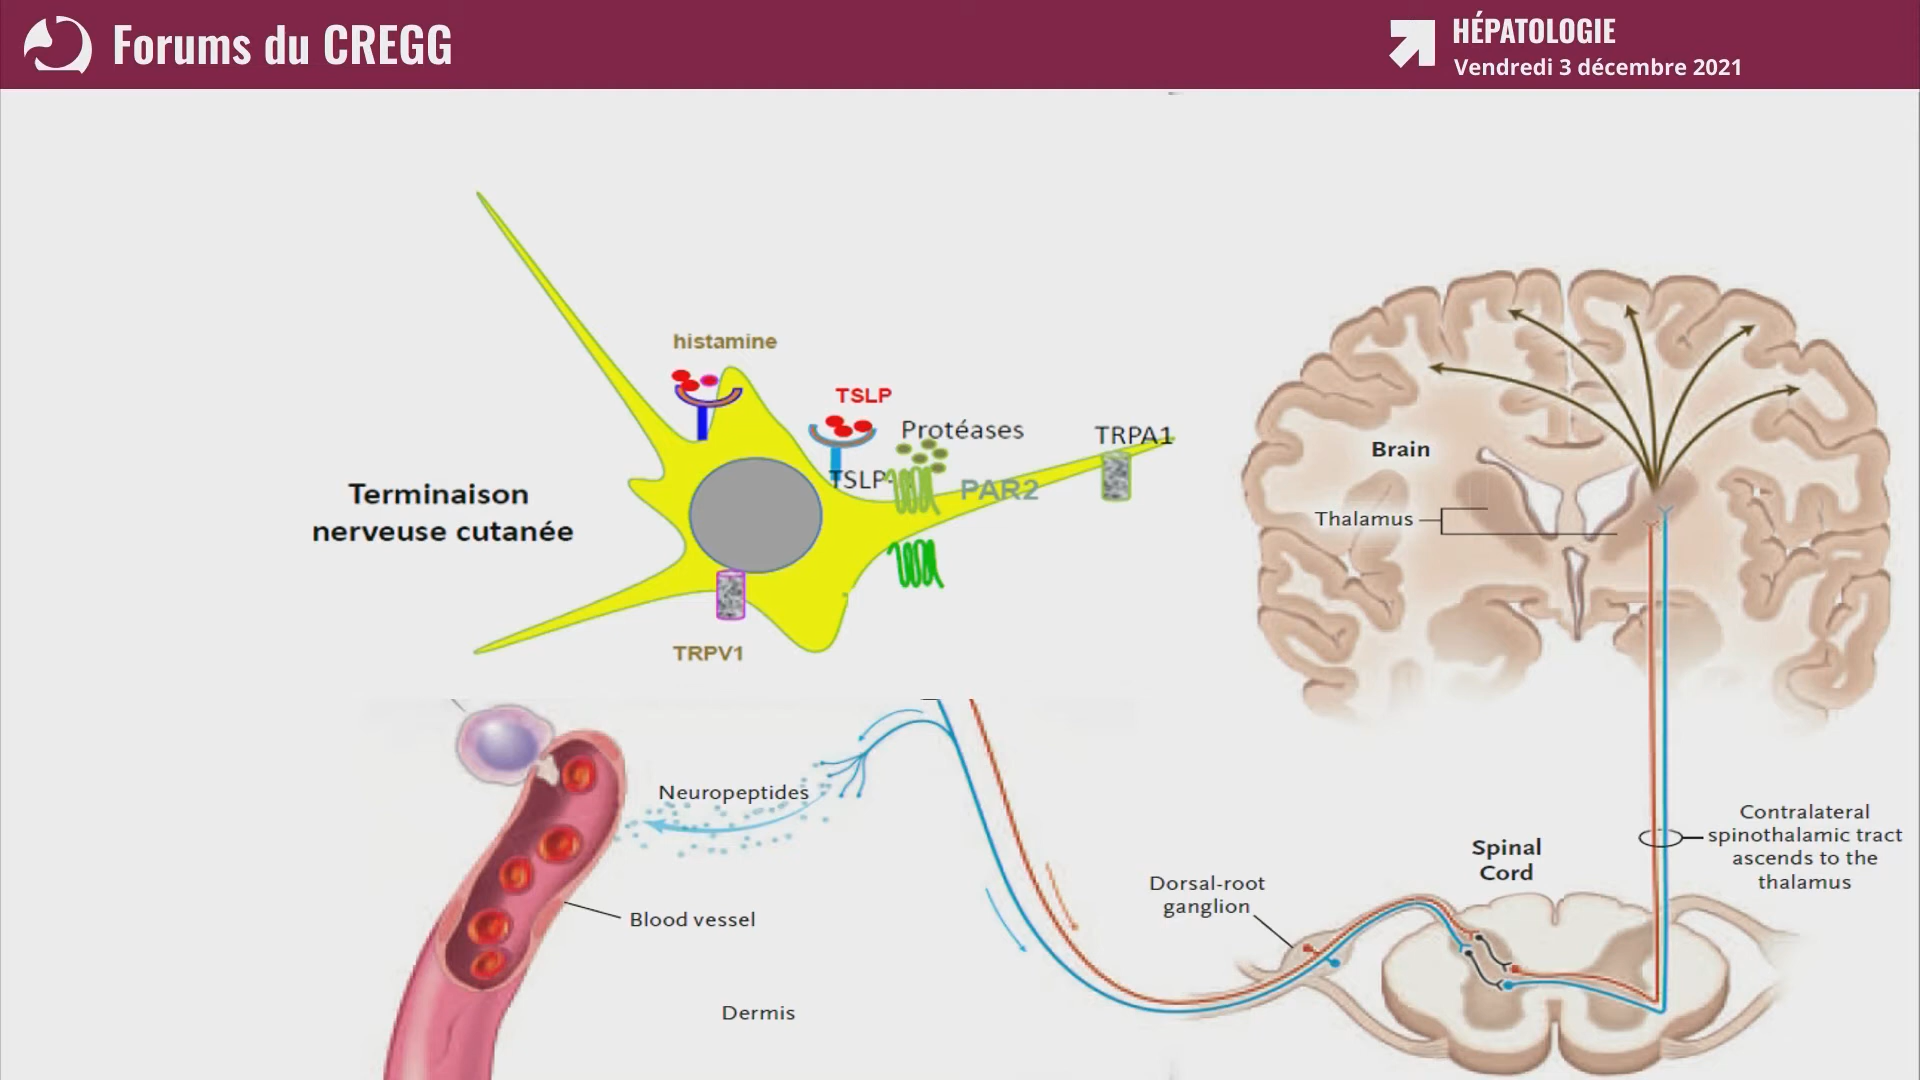 Forums du CREGG
HÉPATOLOGIE
Vendredi 3 décembre 2021
histamine
TSLP
Protéases
TRPA1
TSLP-
PAR2
Terminaison
nerveuse cutanée
TRPV1
Brain
Thalamus
Neuropeptides
Blood vessel
Dermis
Dorsal-root
ganglion
Spinal
Cord
Contralateral
spinothalamic tract
ascends to the
thalamus